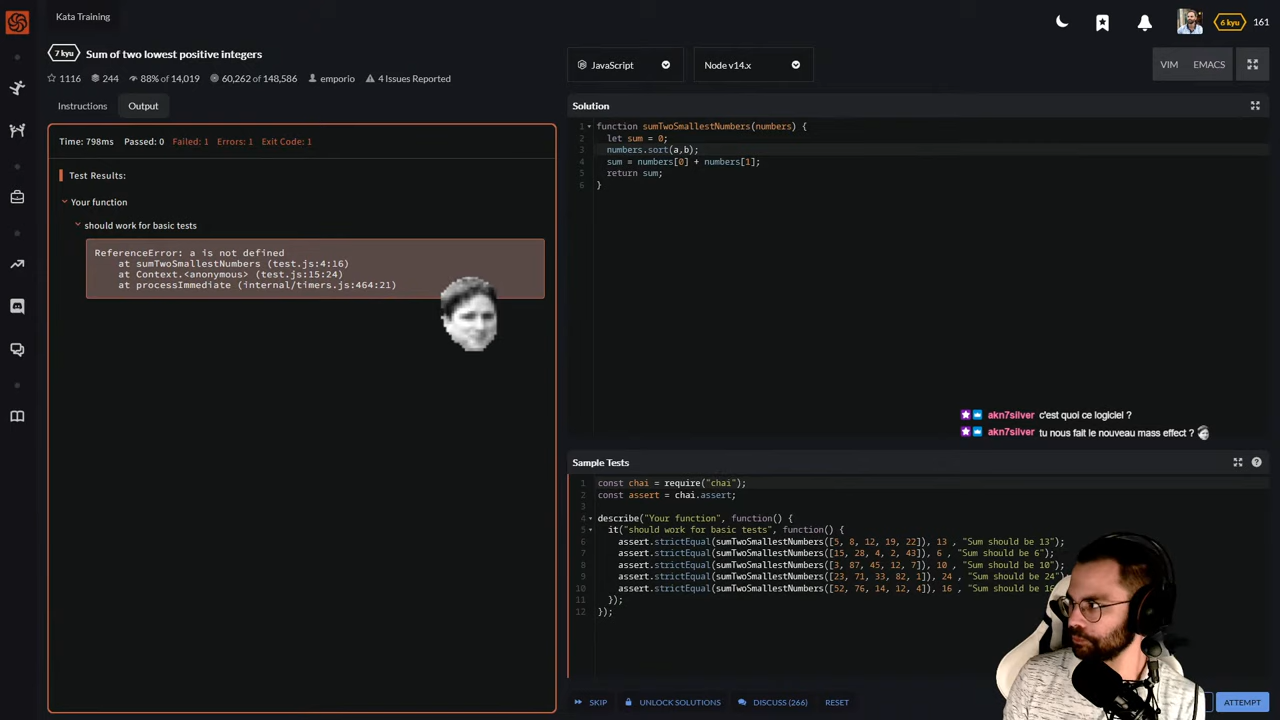 Kata Training
6 kyu 161
7 kyu Sum of two lowest positive integers
1116 244 88% of 14,019 60,262 of 148,586 emporio 4 Issues Reported
JavaScript
Node v14.x
VIM EMACS
Instructions Output
Time: 798ms Passed: 0 Failed: 1 Errors: 1 Exit Code: 1
Test Results:
Your function
should work for basic tests
ReferenceError: a is not defined
at sumTwoSmallestNumbers (test.js:4:16)
at Context.<anonymous> (test.js:15:24)
at processImmediate (internal/timers.js:464:21)
Solution
1 function sumTwoSmallestNumbers(numbers) {
2 let sum = 0;
3 numbers.sort(a,b);
4 sum = numbers[0] + numbers[1];
5 return sum;
6 }
akn7silver c'est quoi ce logiciel ?
akn7silver tu nous fait le nouveau mass effect ?
Sample Tests
1 const chai = require("chai");
2 const assert = chai.assert;
3
4 describe("Your function", function() {
5 it("should work for basic tests", function() {
6 assert.strictEqual(sumTwoSmallestNumbers([5, 8, 12, 19, 22]), 13 , "Sum should be 13");
7 assert.strictEqual(sumTwoSmallestNumbers([15, 28, 4, 2, 43]), 6 , "Sum should be 6");
8 assert.strictEqual(sumTwoSmallestNumbers([3, 87, 45, 12, 7]), 10 , "Sum should be 10");
9 assert.strictEqual(sumTwoSmallestNumbers([23, 71, 33, 82, 1]), 24 , "Sum should be 24"
10 assert.strictEqual(sumTwoSmallestNumbers([52, 76, 14, 12, 4]), 16 , "Sum should be
11 });
12 });
SKIP UNLOCK SOLUTIONS DISCUSS (266) RESET
ATTEMPT